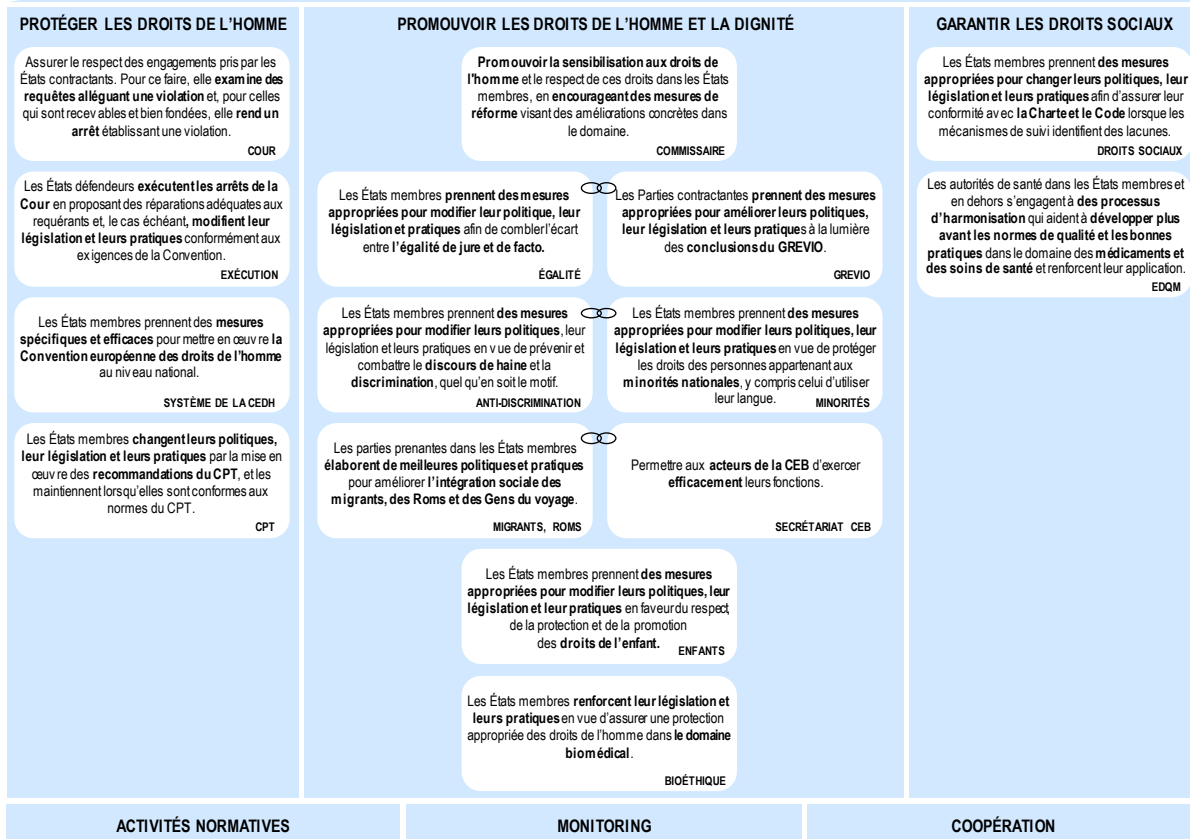 PROTÉGER LES DROITS DE L'HOMME
Assurer le respect des engagements pris par les
États contractants. Pour ce faire, elle examine des
requêtes alléguant une violation et, pour celles
qui sont recevables et bien fondées, elle rend un
arrêt établissant une violation.
COUR
Les États défendeurs exécutent les arrêts de la
Cour en proposant des réparations adéquates aux
requérants et, le cas échéant, modifient leur
législation et leurs pratiques conformément aux
exigences de la Convention.
EXÉCUTION
Les États membres prennent des mesures
spécifiques et efficaces pour mettre en œuvre la
Convention européenne des droits de l'homme
au niveau national.
SYSTÈME DE LA CEDH
Les États membres changent leurs politiques,
leur législation et leurs pratiques par la mise en
œuvre des recommandations du CPT, et les
maintiennent lorsqu'elles sont conformes aux
normes du CPT.
CPT
PROMOUVOIR LES DROITS DE L'HOMME ET LA DIGNITÉ
Promouvoir la sensibilisation aux droits de
l'homme et le respect de ces droits dans les États
membres, en encourageant des mesures de
réforme visant des améliorations concrètes dans
le domaine.
COMMISSAIRE
Les États membres prennent des mesures
appropriées pour modifier leur politique, leur
législation et pratiques afin de combler l'écart
entre l'égalité de jure et de facto.
ÉGALITÉ
Les Parties contractantes prennent des mesures
appropriées pour améliorer leurs politiques,
leur législation et leurs pratiques à la lumière
des conclusions du GREVIO.
GREVIO
Les États membres prennent des mesures
appropriées pour modifier leurs politiques, leur
législation et leurs pratiques en vue de prévenir et
combattre le discours de haine et la
discrimination, quel qu'en soit le motif.
ANTI-DISCRIMINATION
Les États membres prennent des mesures
appropriées pour modifier leurs politiques, leur
législation et leurs pratiques en vue de protéger
les droits des personnes appartenant aux
minorités nationales, y compris celui d'utiliser
leur langue.
MINORITÉS
Les parties prenantes dans les États membres
élaborent de meilleures politiques et pratiques
pour améliorer l'intégration sociale des
migrants, des Roms et des Gens du voyage.
MIGRANTS, ROMS
Permettre aux acteurs de la CEB d'exercer
efficacement leurs fonctions.
SECRÉTARIAT CEB
Les États membres prennent des mesures
appropriées pour modifier leurs politiques, leur
législation et leur pratiques en faveur du respect,
de la protection et de la promotion
des droits de l'enfant.
ENFANTS
Les États membres renforcent leur législation et
leurs pratiques en vue d'assurer une protection
appropriée des droits de l'homme dans le domaine
biomédical.
BIOÉTHIQUE
GARANTIR LES DROITS SOCIAUX
Les États membres prennent des mesures
appropriées pour changer leurs politiques, leur
législation et leurs pratiques afin d'assurer leur
conformité avec la Charte et le Code lorsque les
mécanismes de suivi identifient des lacunes.
DROITS SOCIAUX
Les autorités de santé dans les États membres et
en dehors s'engagent à des processus
d'harmonisation qui aident à développer plus
avant les normes de qualité et les bonnes
pratiques dans le domaine des médicaments et
des soins de santé et renforcent leur application.
EDQM
ACTIVITÉS NORMATIVES
MONITORING
COOPÉRATION